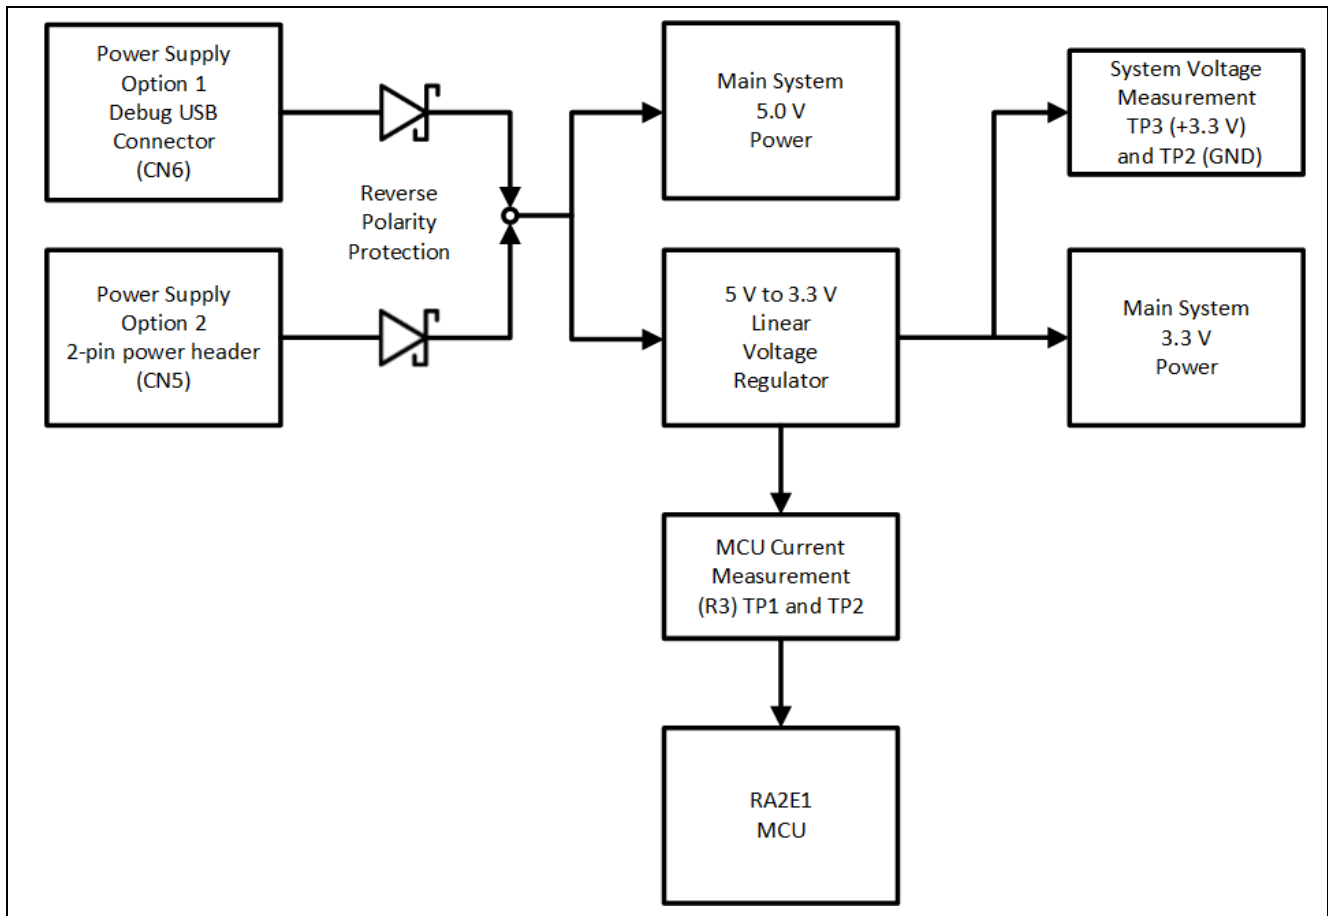 Power Supply
Option 1
Debug USB
Connector
(CN6)
Reverse
Polarity
Protection
Power Supply
Option 2
2-pin power header
(CN5)
Main System
5.0 V
Power
5 V to 3.3 V
Linear
Voltage
Regulator
System Voltage
Measurement
TP3 (+3.3 V)
and TP2 (GND)
Main System
3.3 V
Power
MCU Current
Measurement
(R3) TP1 and TP2
RA2E1
MCU